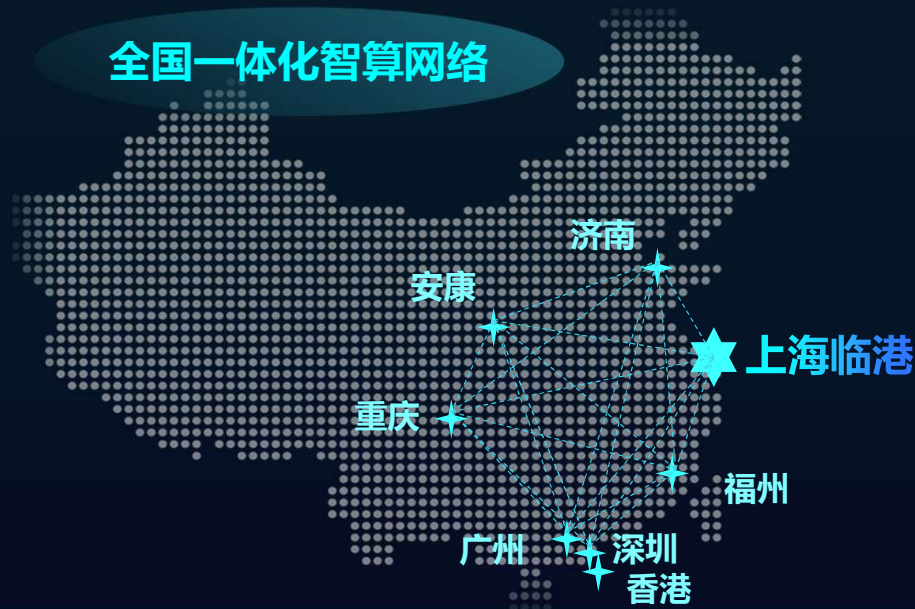 全国一体化智算网络
济南
安康
上海临港
重庆
福州
广州
深圳
香港